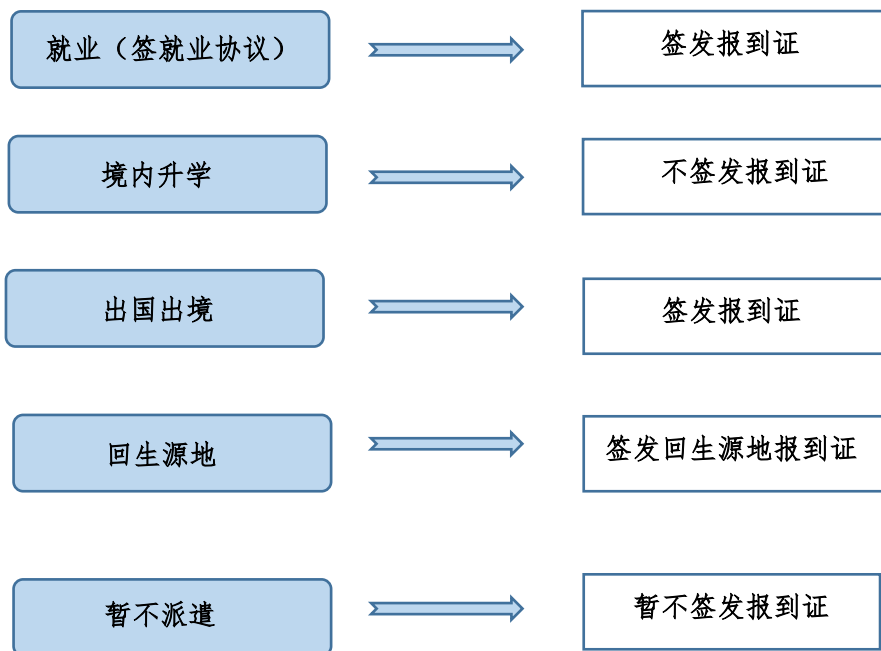 就业（签就业协议）
签发报到证
境内升学
不签发报到证
出国出境
签发报到证
回生源地
签发回生源地报到证
暂不派遣
暂不签发报到证